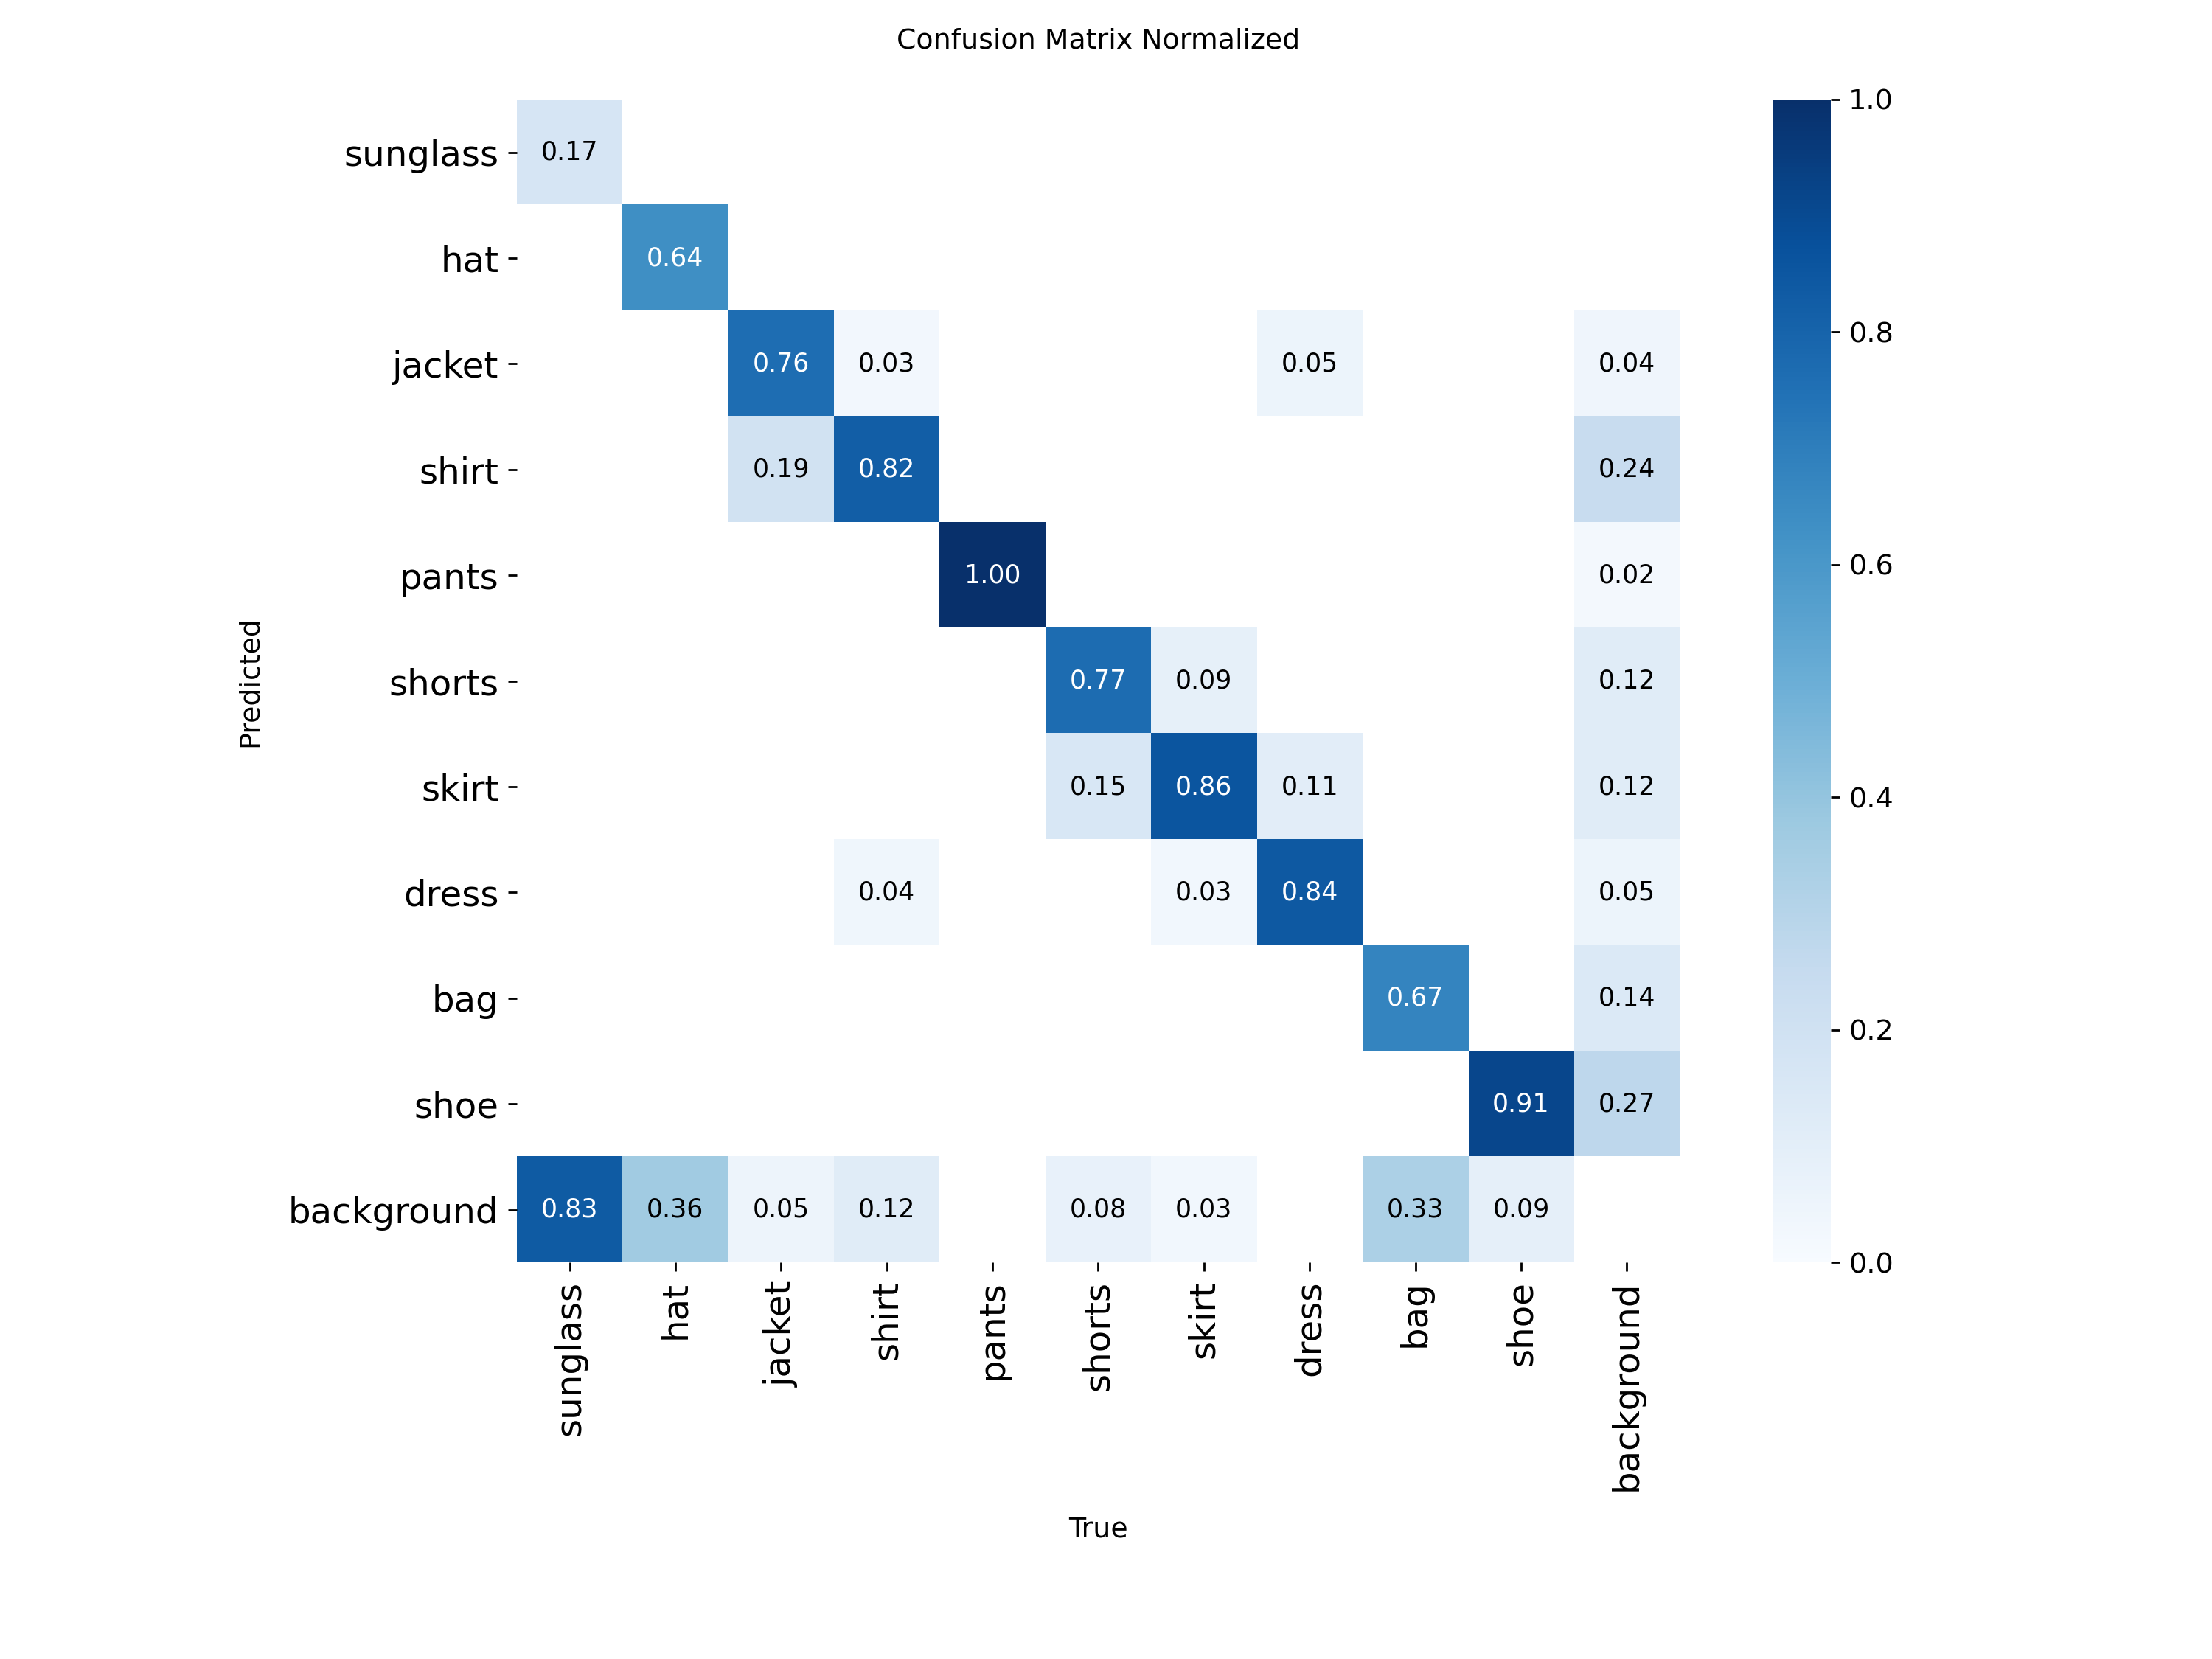 Confusion Matrix Normalized
1.0
sunglass 0.17
hat 0.64
0.8
jacket 0.76 0.03 0.05 0.04
shirt 0.19 0.82 0.24
0.6
pants 1.00 0.02
Predicted
shorts 0.77 0.09 0.12
skirt 0.15 0.86 0.11 0.12
0.4
dress 0.04 0.03 0.84 0.05
bag 0.67 0.14
0.2
shoe 0.91 0.27
background 0.83 0.36 0.05 0.12 0.08 0.03 0.33 0.09
0.0
sunglass hat jacket shirt pants shorts skirt dress bag shoe background
True